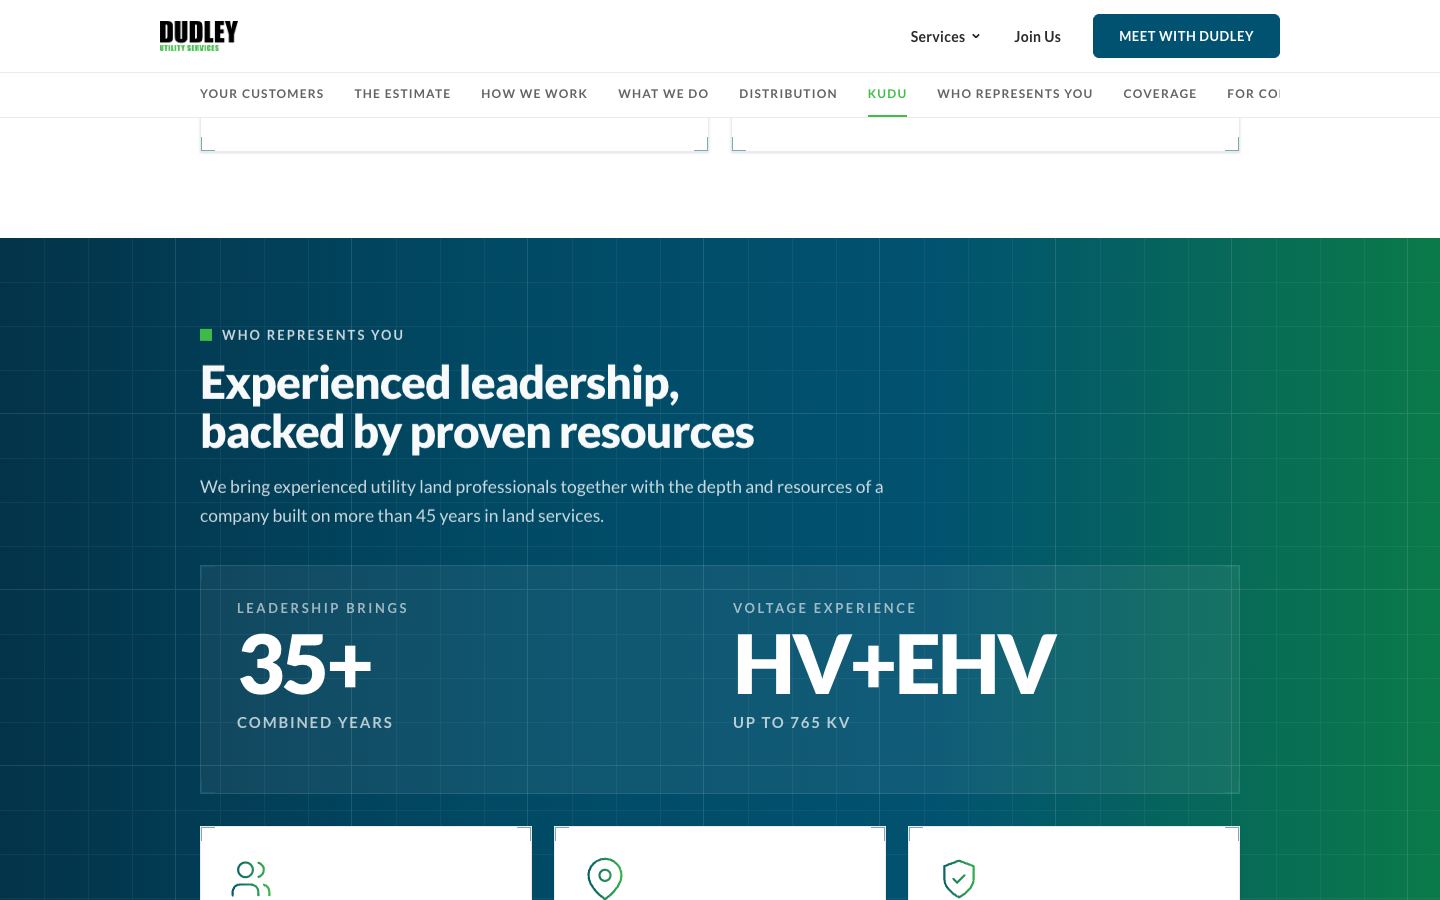 DUDLEY
UTILITY SERVICES
Services
Join Us
MEET WITH DUDLEY
YOUR CUSTOMERS
THE ESTIMATE
HOW WE WORK
WHAT WE DO
DISTRIBUTION
KUDU
WHO REPRESENTS YOU
COVERAGE
FOR CO
WHO REPRESENTS YOU
Experienced leadership,
backed by proven resources
We bring experienced utility land professionals together with the depth and resources of a
company built on more than 45 years in land services.
LEADERSHIP BRINGS
35+
COMBINED YEARS
VOLTAGE EXPERIENCE
HV+EHV
UP TO 765 KV